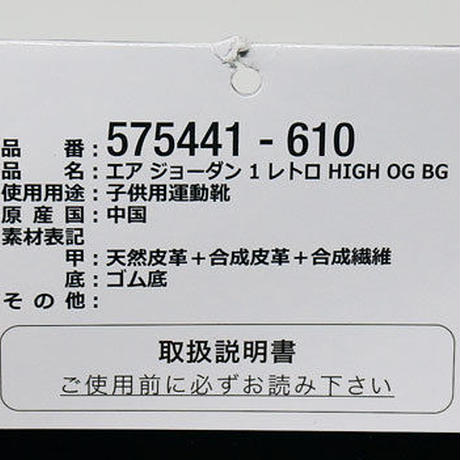 品 番 : 575441 - 610
品 名 : エア ジョーダン 1 レトロ HIGH OG BG
使用用途 : 子供用運動靴
原 産 国 : 中国
素材表記
甲 : 天然皮革＋合成皮革＋合成繊維
底 : ゴム底
そ の 他 :
取扱説明書
ご使用前に必ずお読み下さい